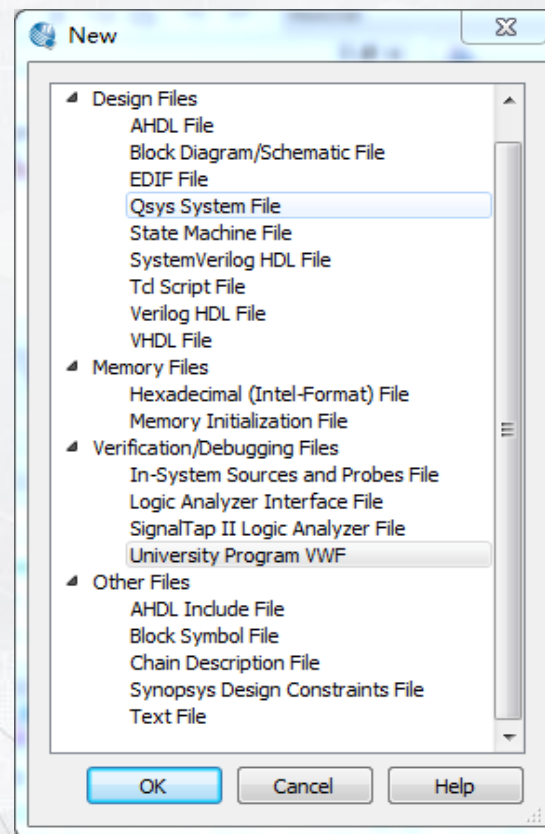 New
Design Files
AHDL File
Block Diagram/Schematic File
EDIF File
Qsys System File
State Machine File
SystemVerilog HDL File
Tcl Script File
Verilog HDL File
VHDL File
Memory Files
Hexadecimal (Intel-Format) File
Memory Initialization File
Verification/Debugging Files
In-System Sources and Probes File
Logic Analyzer Interface File
SignalTap II Logic Analyzer File
University Program VWF
Other Files
AHDL Include File
Block Symbol File
Chain Description File
Synopsys Design Constraints File
Text File
OK Cancel Help